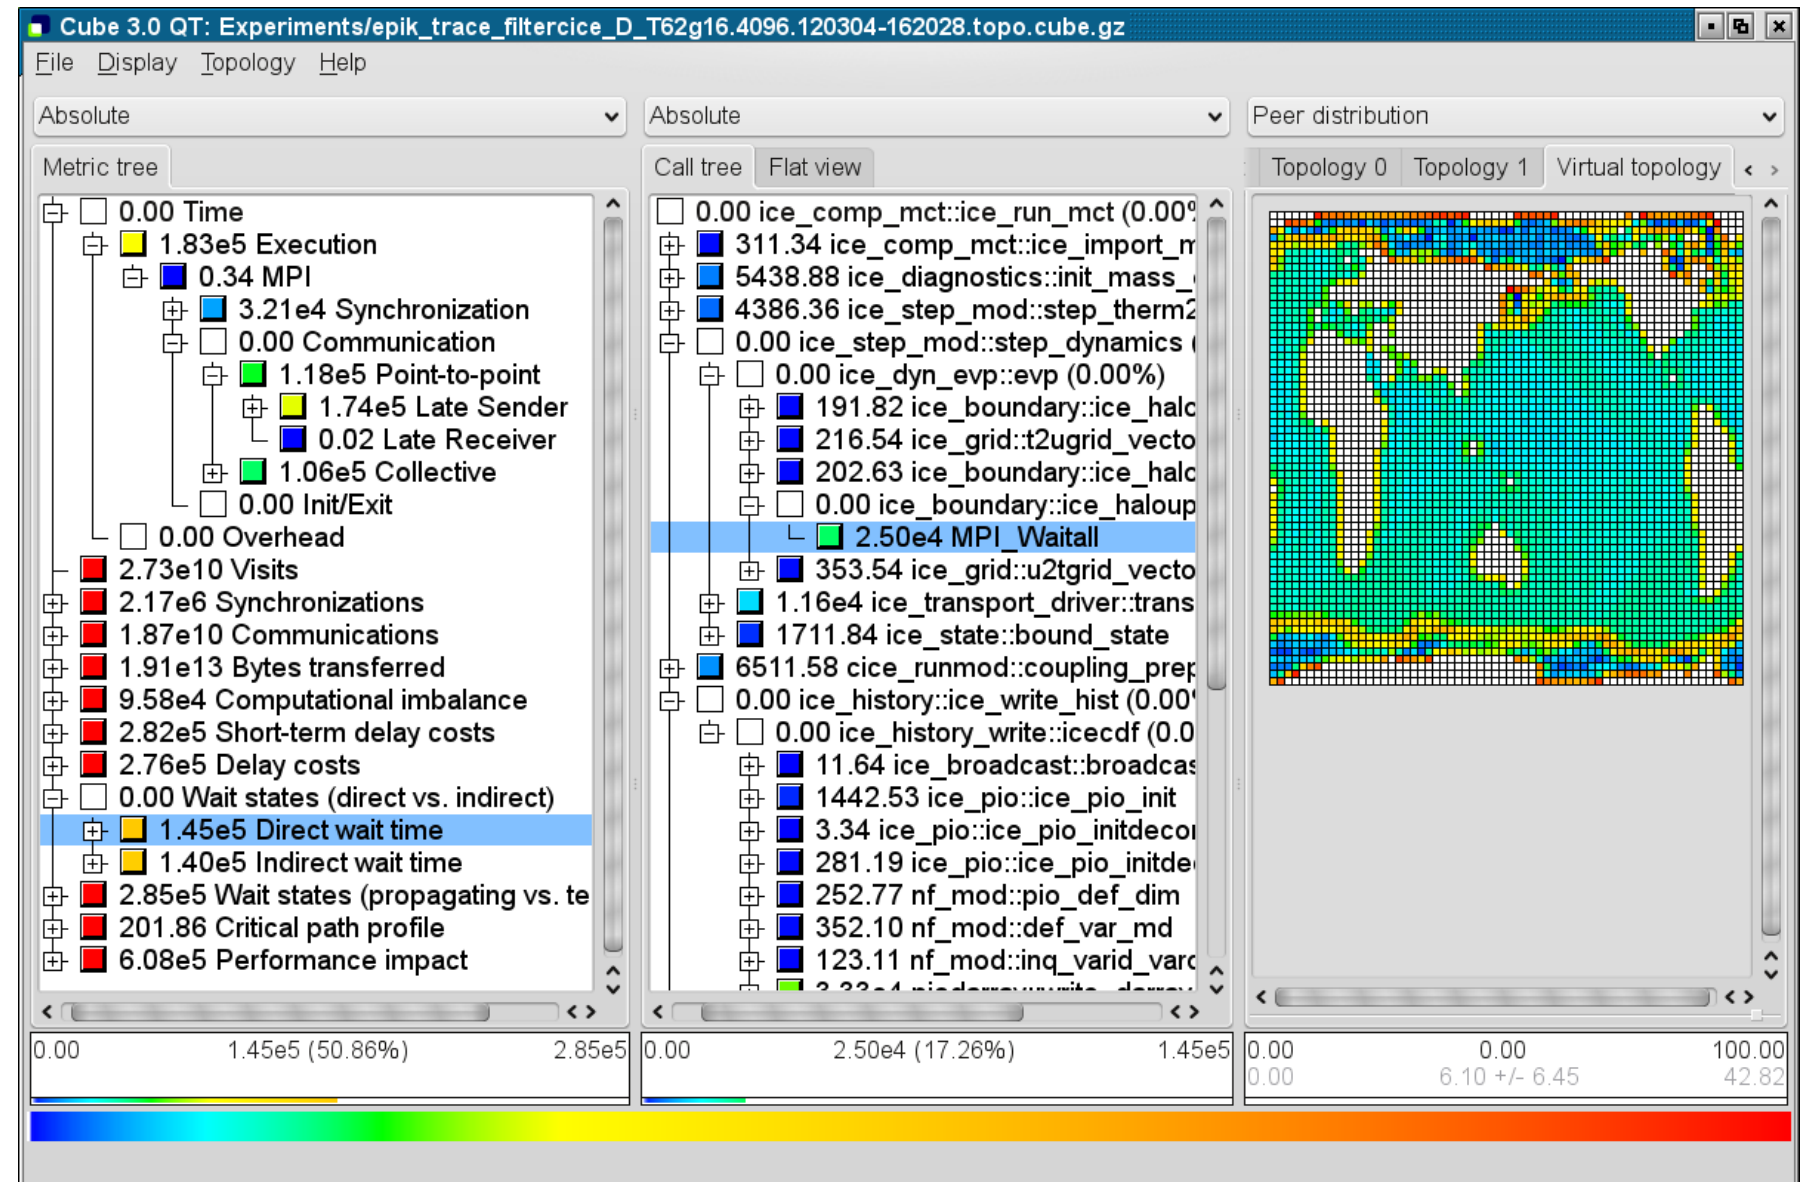 Cube 3.0 QT: Experiments/epik_trace_filtercice_D_T62g16.4096.120304-162028.topo.cube.gz
File Display Topology Help
Absolute
Metric tree
0.00 Time
1.83e5 Execution
0.34 MPI
3.21e4 Synchronization
0.00 Communication
1.18e5 Point-to-point
1.74e5 Late Sender
0.02 Late Receiver
1.06e5 Collective
0.00 Init/Exit
0.00 Overhead
2.73e10 Visits
2.17e6 Synchronizations
1.87e10 Communications
1.91e13 Bytes transferred
9.58e4 Computational imbalance
2.82e5 Short-term delay costs
2.76e5 Delay costs
0.00 Wait states (direct vs. indirect)
1.45e5 Direct wait time
1.40e5 Indirect wait time
2.85e5 Wait states (propagating vs. te
201.86 Critical path profile
6.08e5 Performance impact
0.00 1.45e5 (50.86%) 2.85e5
Absolute
Call tree Flat view
0.00 ice_comp_mct::ice_run_mct (0.00%
311.34 ice_comp_mct::ice_import_m
5438.88 ice_diagnostics::init_mass_
4386.36 ice_step_mod::step_therm2
0.00 ice_step_mod::step_dynamics (
0.00 ice_dyn_evp::evp (0.00%)
191.82 ice_boundary::ice_halo
216.54 ice_grid::t2ugrid_vecto
202.63 ice_boundary::ice_halo
0.00 ice_boundary::ice_haloup
2.50e4 MPI_Waitall
353.54 ice_grid::u2tgrid_vecto
1.16e4 ice_transport_driver::trans
1711.84 ice_state::bound_state
6511.58 cice_runmod::coupling_prep
0.00 ice_history::ice_write_hist (0.00%
0.00 ice_history_write::icecdf (0.0
11.64 ice_broadcast::broadcas
1442.53 ice_pio::ice_pio_init
3.34 ice_pio::ice_pio_initdecom
281.19 ice_pio::ice_pio_initde
252.77 nf_mod::pio_def_dim
352.10 nf_mod::def_var_md
123.11 nf_mod::inq_varid_vard
0.00 2.50e4 (17.26%) 1.45e5
Peer distribution
Topology 0 Topology 1 Virtual topology
0.00 0.00 100.00
0.00 6.10 +/- 6.45 42.82